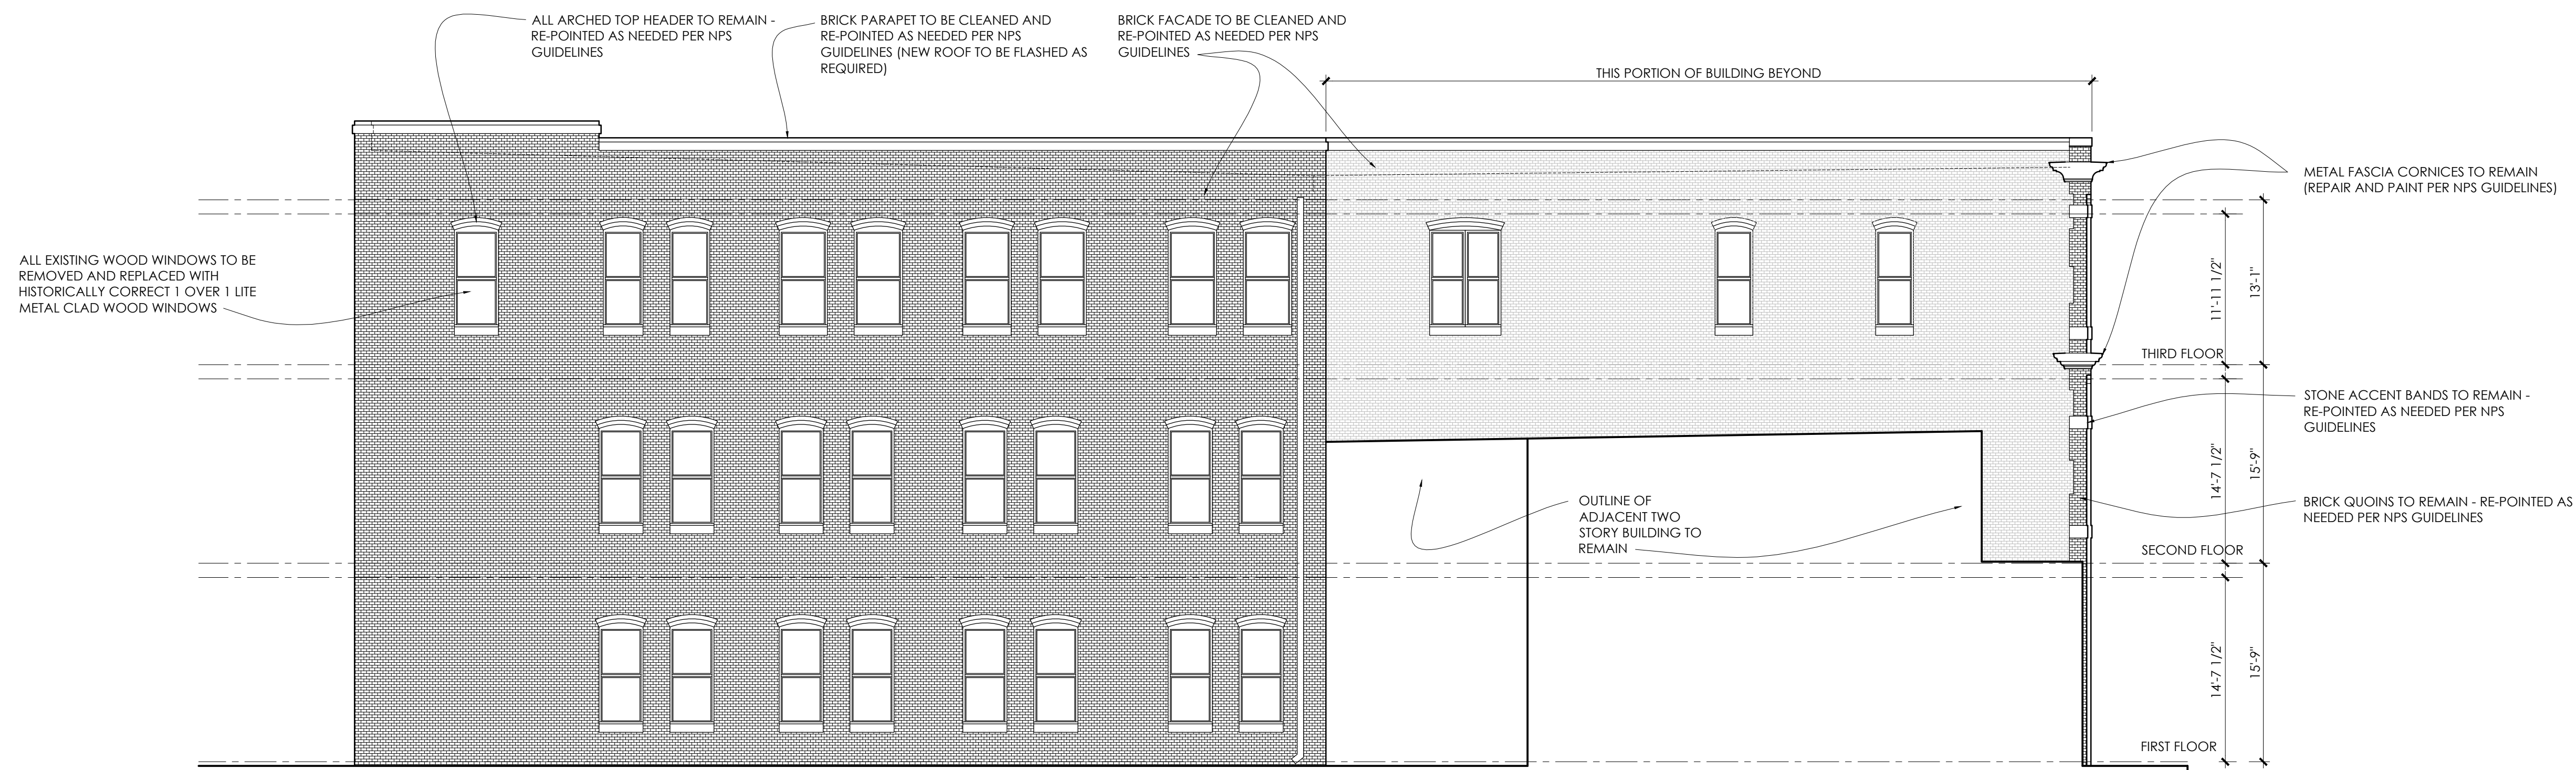 ALL ARCHED TOP HEADER TO REMAIN -
RE-POINTED AS NEEDED PER NPS
GUIDELINES
BRICK PARAPET TO BE CLEANED AND
RE-POINTED AS NEEDED PER NPS
GUIDELINES (NEW ROOF TO BE FLASHED AS
REQUIRED)
BRICK FACADE TO BE CLEANED AND
RE-POINTED AS NEEDED PER NPS
GUIDELINES
THIS PORTION OF BUILDING BEYOND
METAL FASCIA CORNICES TO REMAIN
(REPAIR AND PAINT PER NPS GUIDELINES)
ALL EXISTING WOOD WINDOWS TO BE
REMOVED AND REPLACED WITH
HISTORICALLY CORRECT 1 OVER 1 LITE
METAL CLAD WOOD WINDOWS
11'-11 1/2"
13'-1"
THIRD FLOOR
STONE ACCENT BANDS TO REMAIN -
RE-POINTED AS NEEDED PER NPS
GUIDELINES
14'-7 1/2"
15'-9"
OUTLINE OF
ADJACENT TWO
STORY BUILDING TO
REMAIN
BRICK QUOINS TO REMAIN - RE-POINTED AS
NEEDED PER NPS GUIDELINES
SECOND FLOOR
14'-7 1/2"
15'-9"
FIRST FLOOR